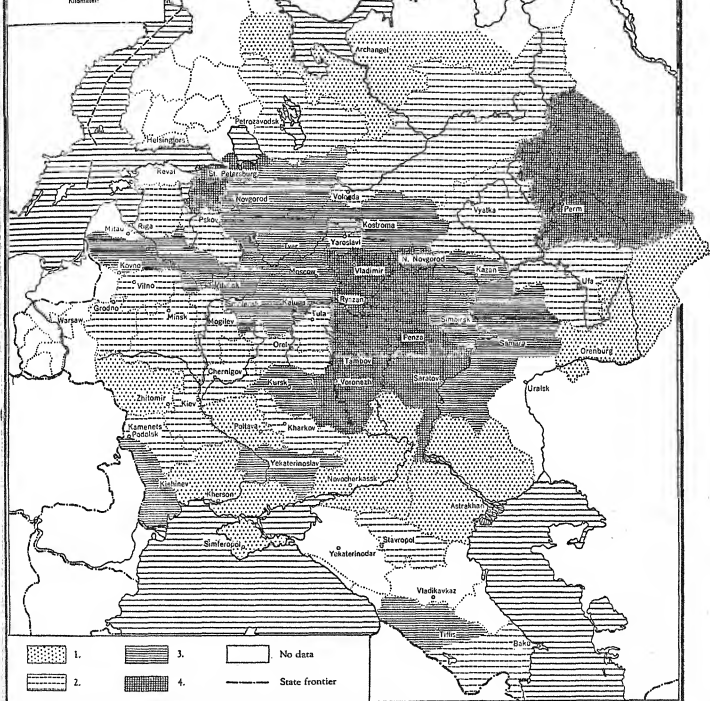 Kilometers
Archangel
Petrozavodsk
Helsingfors
Reval
St. Petersburg
Novgorod
Vologda
Vyatka
Perm
Mitau
Riga
Pskov
Kostroma
Yaroslavl
Tver
N. Novgorod
Kovno
Moscow
Vladimir
Kazan
Ufa
Vilno
Vitebsk
Grodno
Minsk
Kaluga
Ryazan
Simbirsk
Warsaw
Mogilev
Tula
Penza
Samara
Orel
Orenburg
Chernigov
Tambov
Kursk
Voronezh
Saratov
Uralsk
Zhitomir
Kiev
Kamenets
Podolsk
Poltava
Kharkov
Yekaterinoslav
Kishinev
Novocherkassk
Kherson
Astrakhan
Simferopol
Yekaterinodar
Stavropol
Vladikavkaz
Tiflis
Baku
1.
3.
No data
2.
4.
State frontier